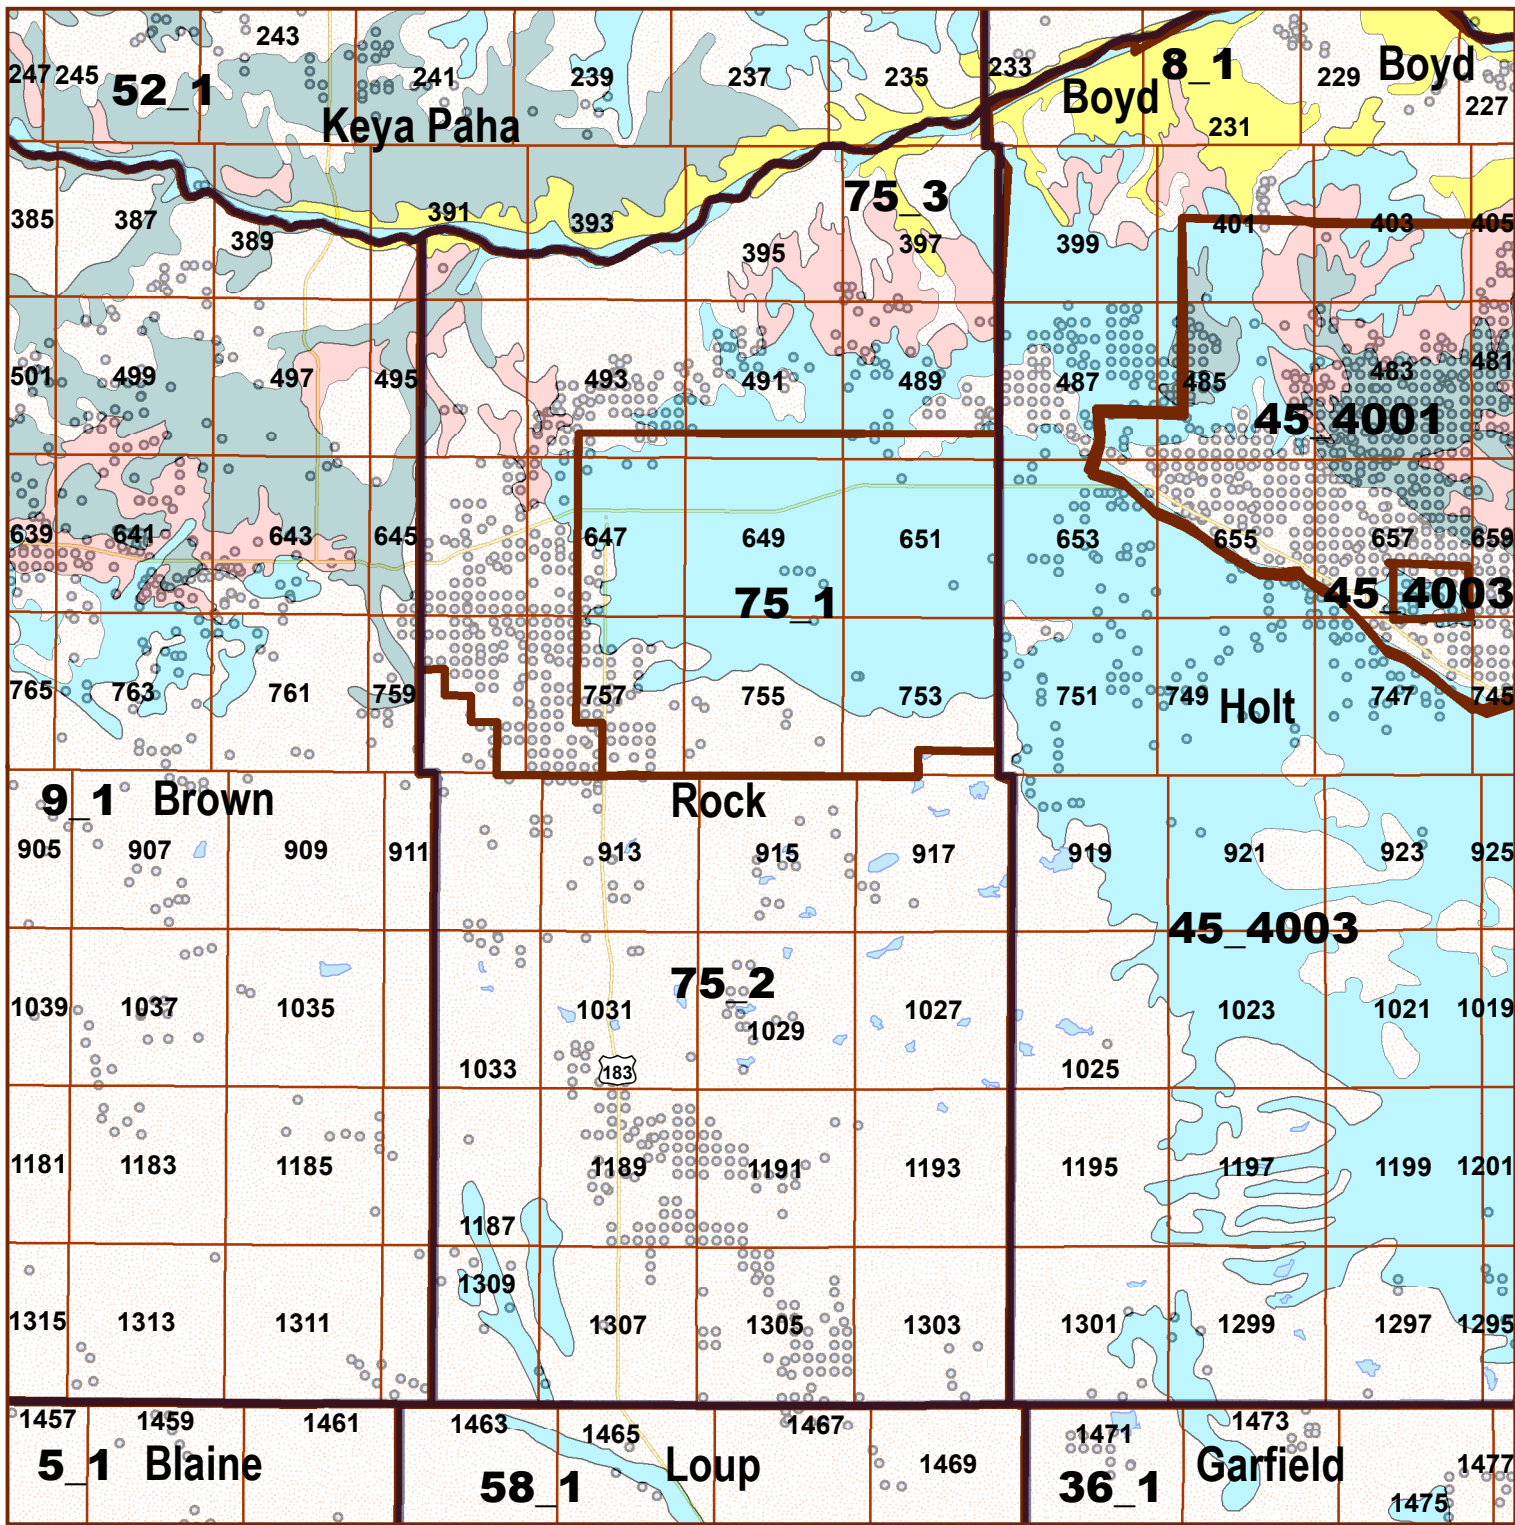 243
247 245 52_1 241 239 237 235 233 8_1 229 Boyd
Keya Paha Boyd 231 227
385 387 389 391 393 395 75_3 397 399 401 403 405
501 499 497 495 493 491 489 487 485 483 481
45_4001
639 641 643 645 647 649 651 653 655 657 659
75_1 45_4003
765 763 761 759 757 755 753 751 749 Holt 747 745
9_1 Brown Rock
905 907 909 911 913 915 917 919 921 923 925
45_4003
75_2
1039 1037 1035 1031 1029 1027 1023 1021 1019
1033 183 1025
1181 1183 1185 1189 1191 1193 1195 1197 1199 1201
1187
1309
1315 1313 1311 1307 1305 1303 1301 1299 1297 1295
1457 1459 1461 1463 1465 1467 1471 1473
5_1 Blaine 58_1 Loup 1469 36_1 Garfield 1477
1475